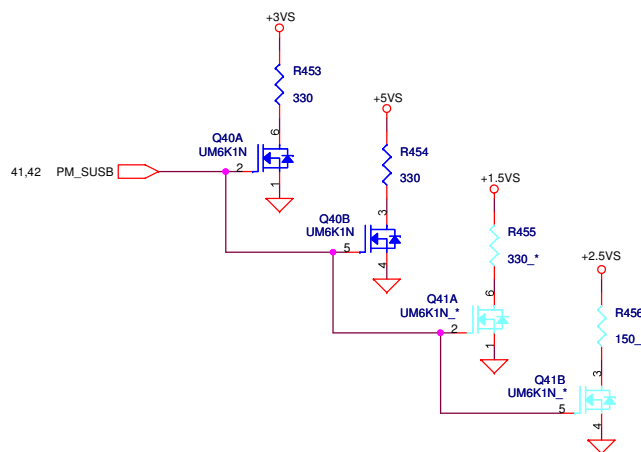 +3VS
R453
330
6
Q40A
UM6K1N
2
1
41,42 PM_SUSB
+5VS
R454
330
3
Q40B
UM6K1N
5
4
+1.5VS
R455
330_*
6
Q41A
UM6K1N_*
2
1
+2.5VS
R456
150_
3
Q41B
UM6K1N_*
5
4